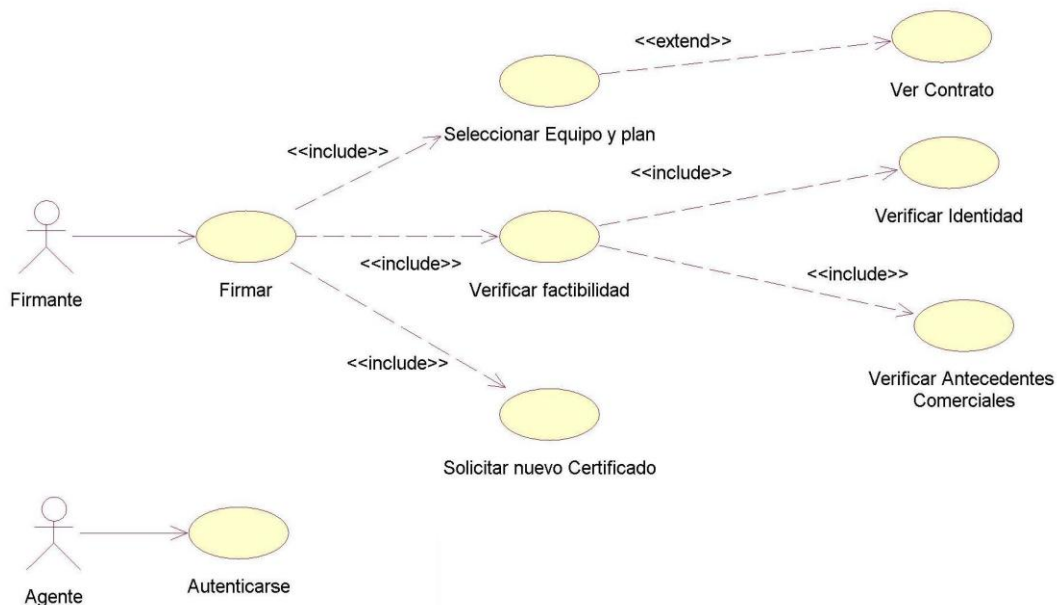 <<extend>>
Ver Contrato
Seleccionar Equipo y plan
<<include>>
<<include>>
Verificar Identidad
Firmante
Firmar
<<include>>
Verificar factibilidad
<<include>>
<<include>>
Verificar Antecedentes
Comerciales
Solicitar nuevo Certificado
Agente
Autenticarse